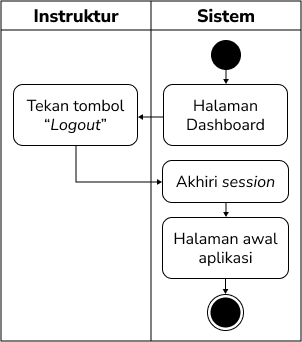 Instruktur
Sistem
Halaman
Dashboard
Tekan tombol
“Logout”
Akhiri session
Halaman awal
aplikasi